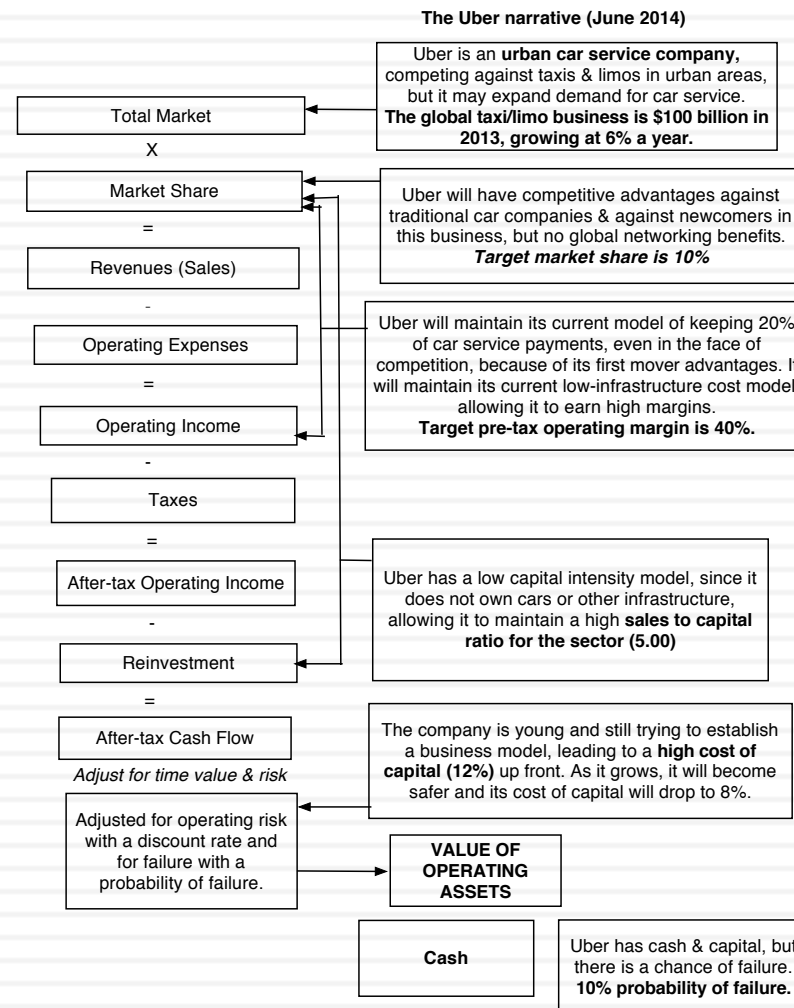 The Uber narrative (June 2014)
Uber is an urban car service company,
competing against taxis & limos in urban areas,
but it may expand demand for car service.
The global taxi/limo business is $100 billion in
2013, growing at 6% a year.
Total Market
X
Market Share
Uber will have competitive advantages against
traditional car companies & against newcomers in
this business, but no global networking benefits.
Target market share is 10%
=
Revenues (Sales)
-
Operating Expenses
Uber will maintain its current model of keeping 20%
of car service payments, even in the face of
competition, because of its first mover advantages. I
will maintain its current low-infrastructure cost model
allowing it to earn high margins.
Target pre-tax operating margin is 40%.
=
Operating Income
-
Taxes
=
After-tax Operating Income
Uber has a low capital intensity model, since it
does not own cars or other infrastructure,
allowing it to maintain a high sales to capital
ratio for the sector (5.00)
-
Reinvestment
=
After-tax Cash Flow
The company is young and still trying to establish
a business model, leading to a high cost of
capital (12%) up front. As it grows, it will become
safer and its cost of capital will drop to 8%.
Adjust for time value & risk
Adjusted for operating risk
with a discount rate and
for failure with a
probability of failure.
VALUE OF
OPERATING
ASSETS
Cash
Uber has cash & capital, but
there is a chance of failure.
10% probability of failure.